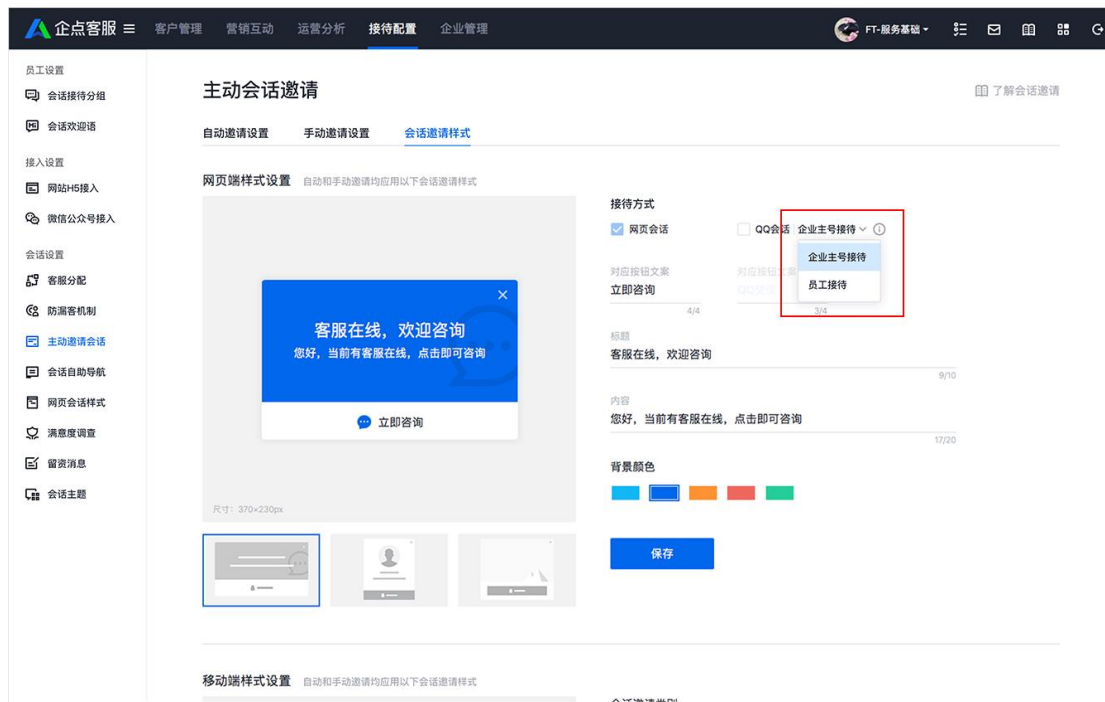 企点客服
客户管理
营销互动
运营分析
接待配置
企业管理
FT-服务基础
员工设置
会话接待分组
会话欢迎语
接入设置
网站H5接入
微信公众号接入
会话设置
客服分配
防漏客机制
主动邀请会话
会话自助导航
网页会话样式
满意度调查
留资消息
会话主题
主动会话邀请
了解会话邀请
自动邀请设置
手动邀请设置
会话邀请样式
网页端样式设置 自动和手动邀请均应用以下会话邀请样式
客服在线，欢迎咨询
您好，当前有客服在线，点击即可咨询
立即咨询
尺寸：370×230px
接待方式
网页会话
QQ会话
企业主号接待
企业主号接待
员工接待
对应按钮文案
立即咨询
4/4
对应按钮文案
3/4
标题
客服在线，欢迎咨询
9/10
内容
您好，当前有客服在线，点击即可咨询
17/20
背景颜色
保存
移动端样式设置 自动和手动邀请均应用以下会话邀请样式